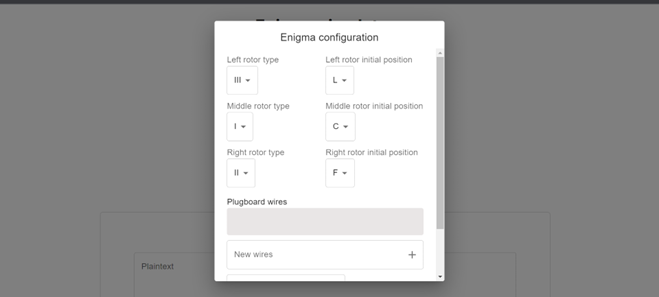 Enigma configuration
Left rotor type Left rotor initial position
III L
Middle rotor type Middle rotor initial position
I C
Right rotor type Right rotor initial position
II F
Plugboard wires
New wires +
Plaintext